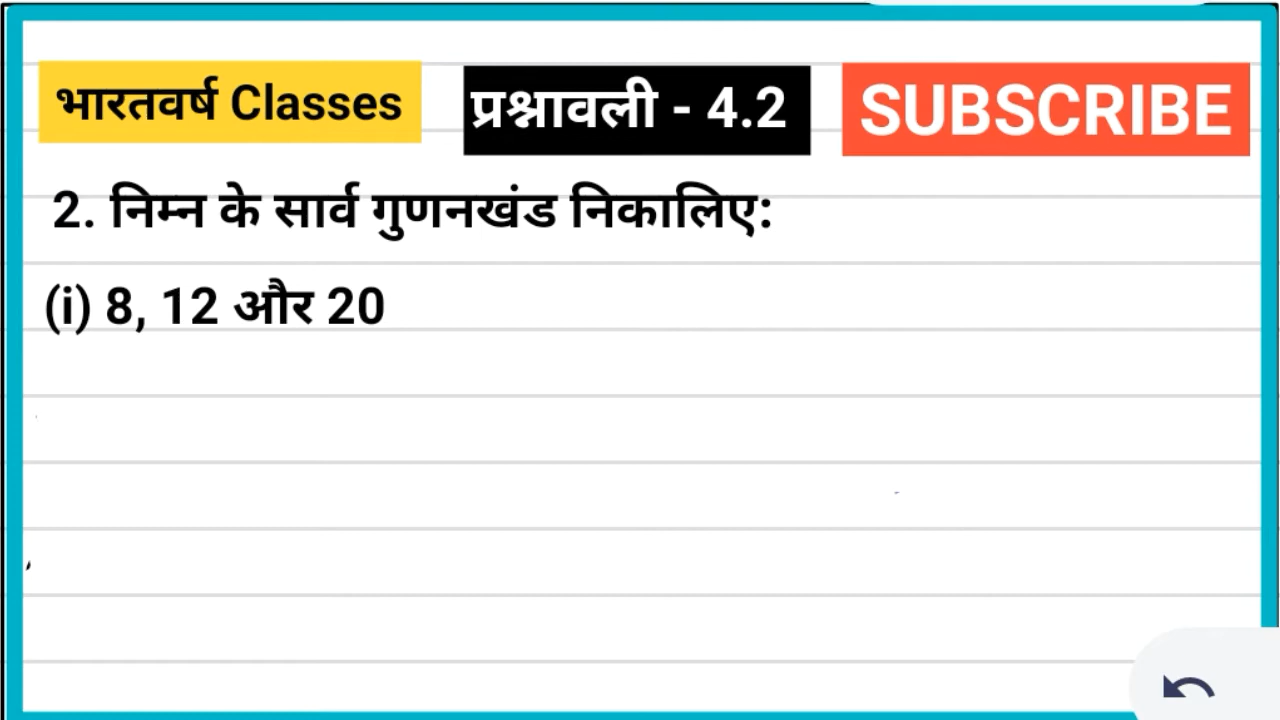 भारतवर्ष Classes प्रश्नावली - 4.2 SUBSCRIBE
2. निम्न के सार्व गुणनखंड निकालिए:
(i) 8, 12 और 20